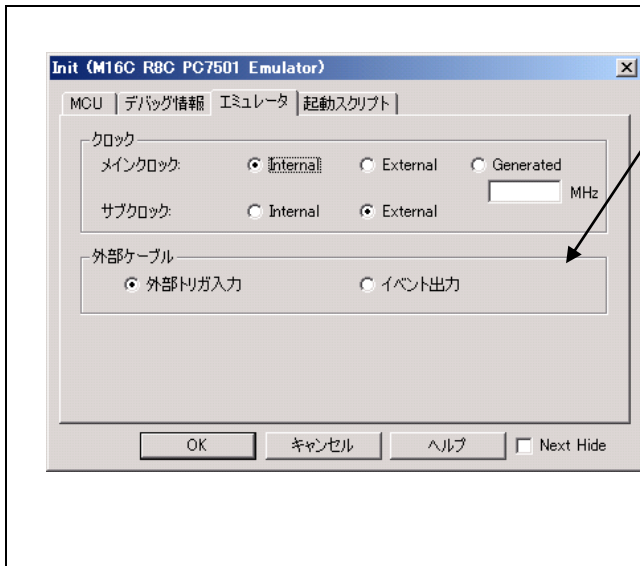 Init (M16C R8C PC7501 Emulator)
MCU デバッグ情報 エミュレータ 起動スクリプト
クロック
メインクロック: Internal External Generated
MHz
サブクロック: Internal External
外部ケーブル
外部トリガ入力 イベント出力
OK キャンセル ヘルプ Next Hide